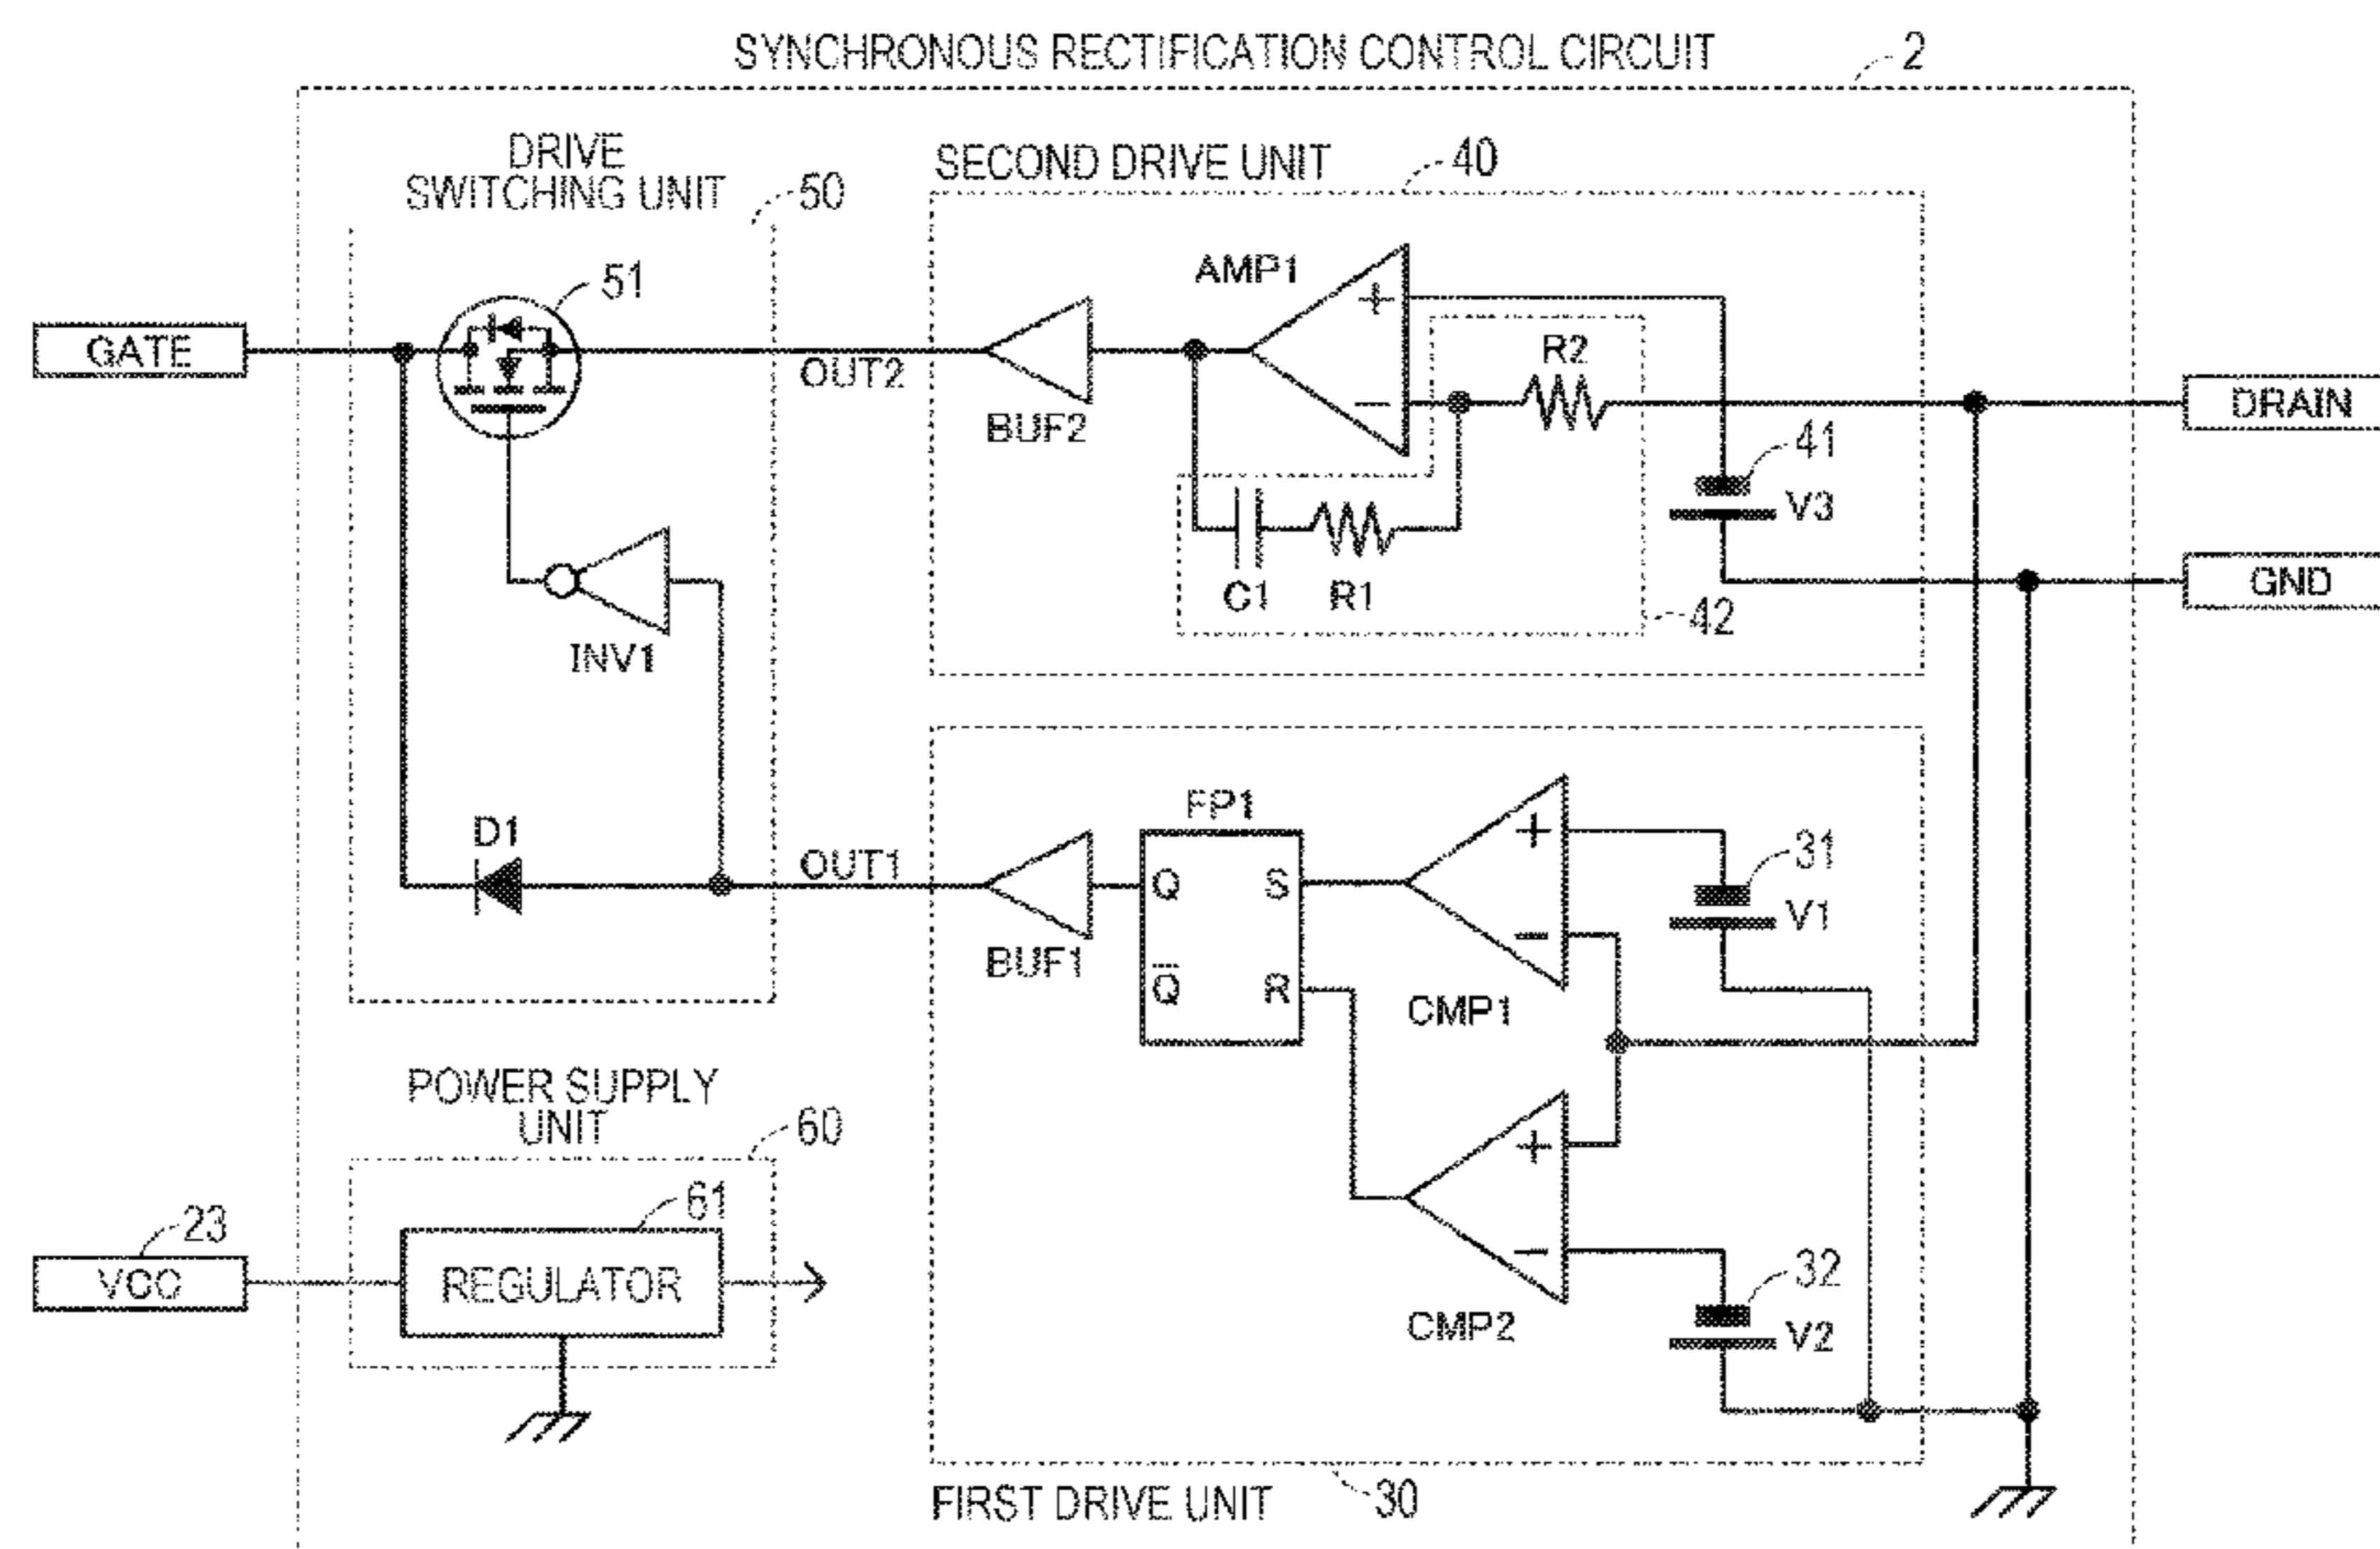 SYNCHRONOUS RECTIFICATION CONTROL CIRCUIT
2
DRIVE
SWITCHING UNIT
50
SECOND DRIVE UNIT
40
51
AMP1
+
−
GATE
OUT2
BUF2
R2
DRAIN
41
V3
GND
C1
R1
42
INV1
D1
OUT1
BUF1
FP1
Q
S
Q̅
R
+
−
CMP1
31
V1
POWER SUPPLY
UNIT
60
61
REGULATOR
23
VCC
+
−
CMP2
32
V2
FIRST DRIVE UNIT
30